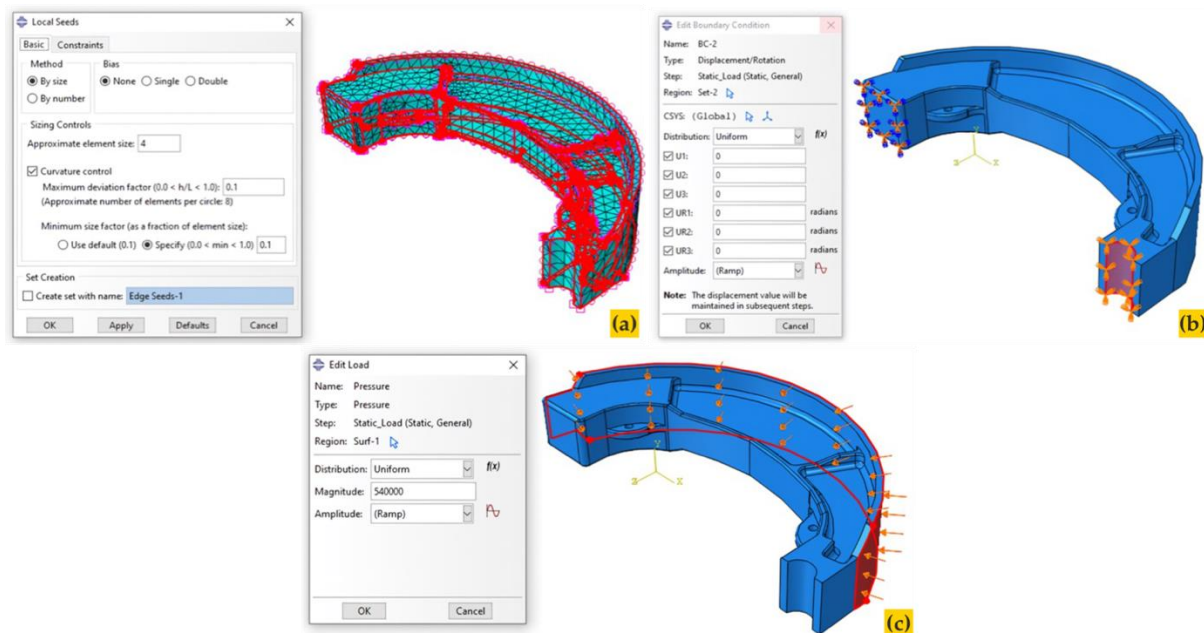 Local Seeds
Basic Constraints
Method
By size
By number
Bias
None Single Double
Sizing Controls
Approximate element size: 4
Curvature control
Maximum deviation factor (0.0 < h/L < 1.0): 0.1
(Approximate number of elements per circle: 8)
Minimum size factor (as a fraction of element size):
Use default (0.1) Specify (0.0 < min < 1.0) 0.1
Set Creation
Create set with name: Edge Seeds-1
OK Apply Defaults Cancel
(a)
Edit Boundary Condition
Name: BC-2
Type: Displacement/Rotation
Step: Static_Load (Static, General)
Region: Set-2
CSYS: (Global)
Distribution: Uniform f(x)
U1: 0
U2: 0
U3: 0
UR1: 0 radians
UR2: 0 radians
UR3: 0 radians
Amplitude: (Ramp)
Note: The displacement value will be
maintained in subsequent steps.
OK Cancel
Y
Z X
(b)
Edit Load
Name: Pressure
Type: Pressure
Step: Static_Load (Static, General)
Region: Surf-1
Distribution: Uniform f(x)
Magnitude: 540000
Amplitude: (Ramp)
OK Cancel
Y
Z X
(c)